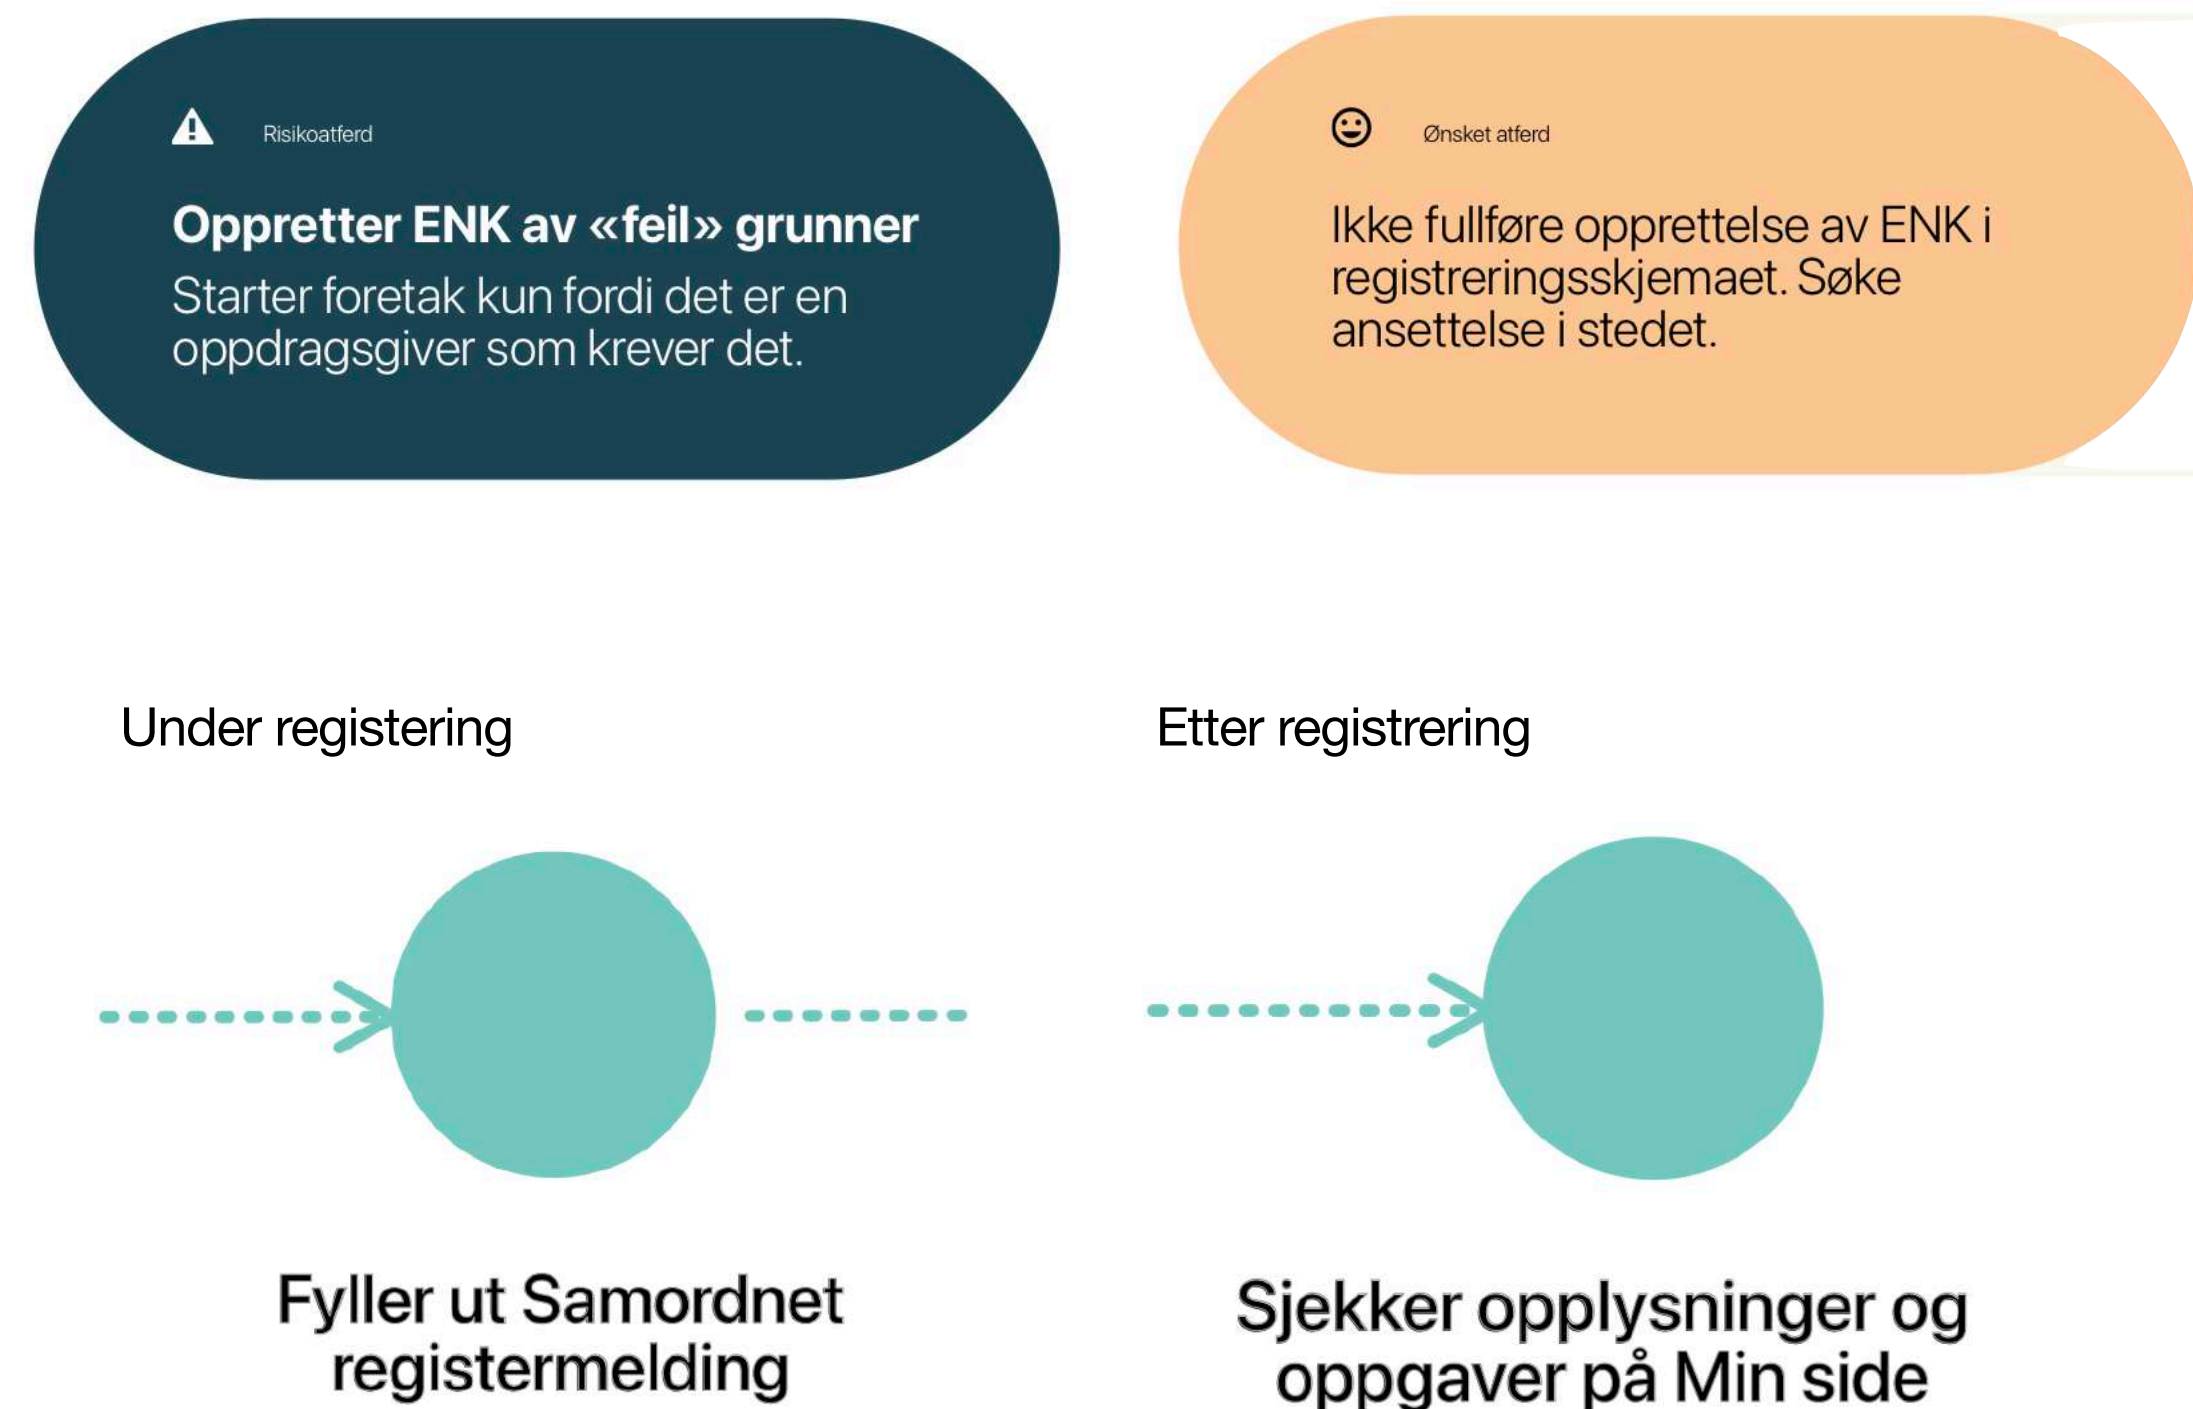 Risikoatferd
Oppretter ENK av «feil» grunner
Starter foretak kun fordi det er en
oppdragsgiver som krever det.
Ønsket atferd
Ikke fullføre opprettelse av ENK i
registreringsskjemaet. Søke
ansettelse i stedet.
Under registering
Etter registrering
Fyller ut Samordnet
registermelding
Sjekker opplysninger og
oppgaver på Min side